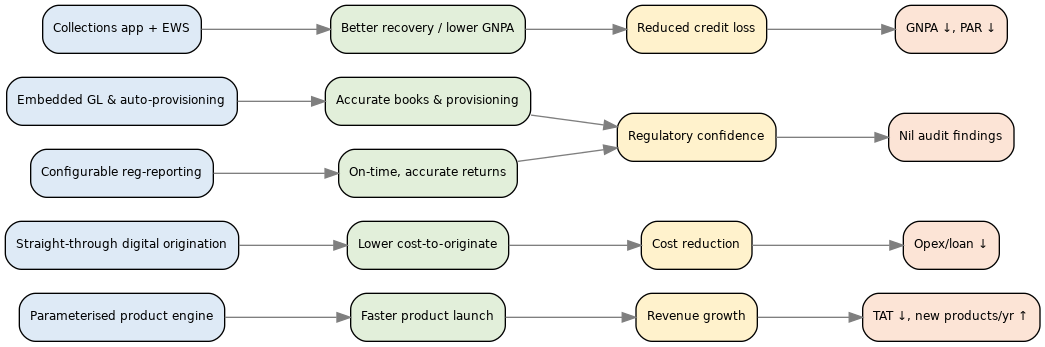 Collections app + EWS
Better recovery / lower GNPA
Reduced credit loss
GNPA ↓, PAR ↓
Embedded GL & auto-provisioning
Accurate books & provisioning
Regulatory confidence
Nil audit findings
Configurable reg-reporting
On-time, accurate returns
Straight-through digital origination
Lower cost-to-originate
Cost reduction
Opex/loan ↓
Parameterised product engine
Faster product launch
Revenue growth
TAT ↓, new products/yr ↑